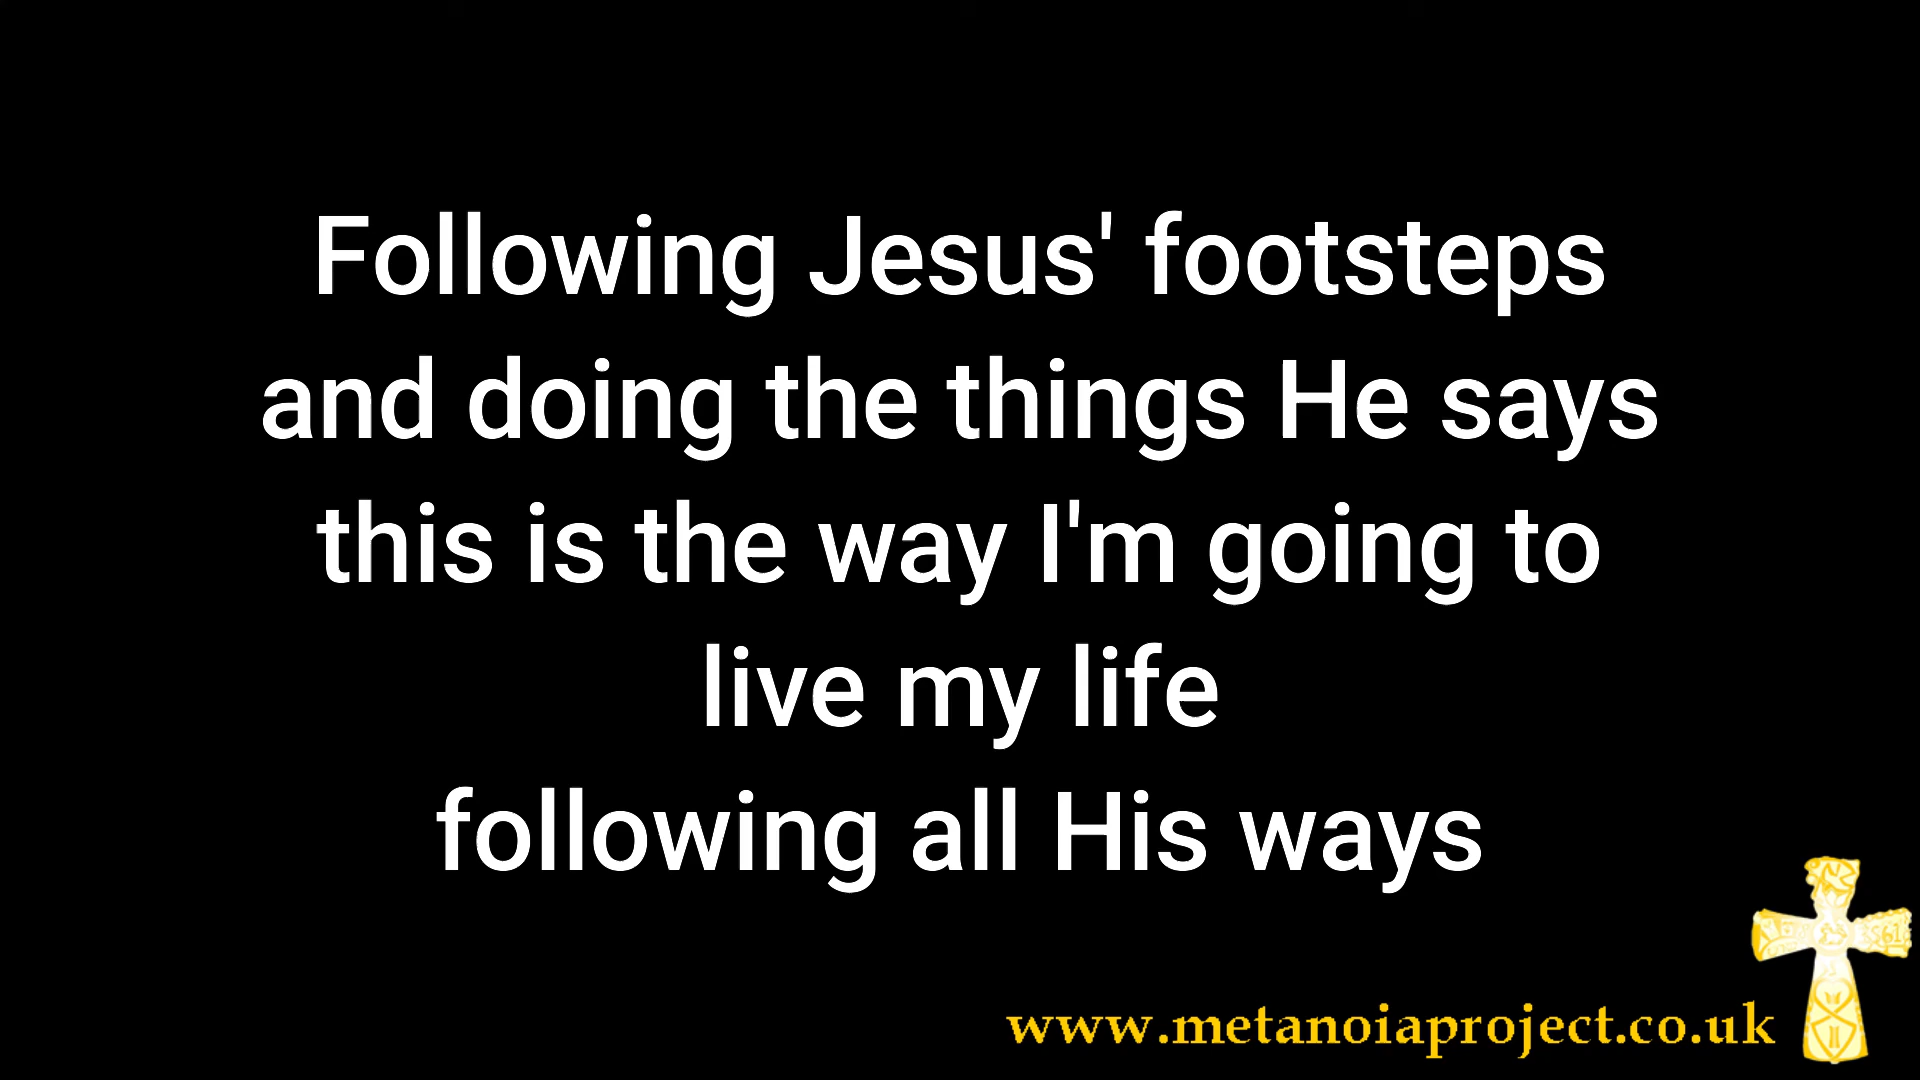 Following Jesus' footsteps
and doing the things He says
this is the way I'm going to
live my life
following all His ways
www.metanoiaproject.co.uk